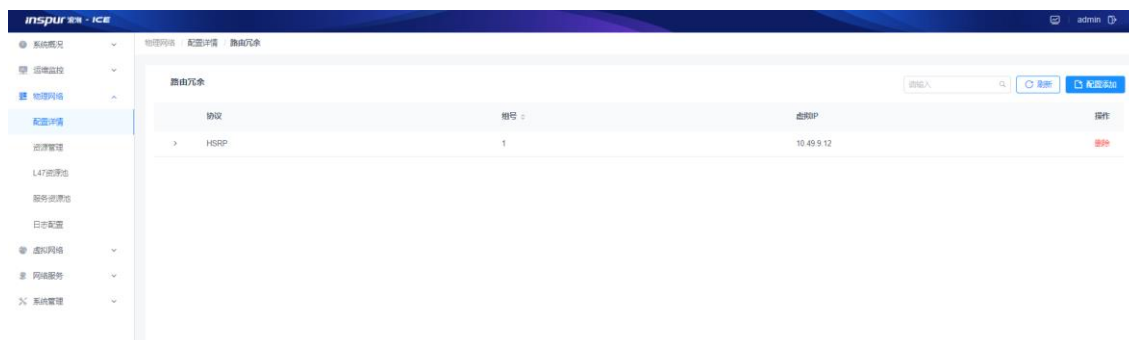 inspur 浪潮 - ICE
admin
系统概况
物理网络 / 配置详情 / 路由冗余
运维监控
路由冗余
请输入
刷新
配置添加
物理网络
协议
组号
虚拟IP
操作
配置详情
HSRP
1
10.49.9.12
删除
资源管理
L47资源池
服务资源池
日志配置
虚拟网络
网络服务
系统管理